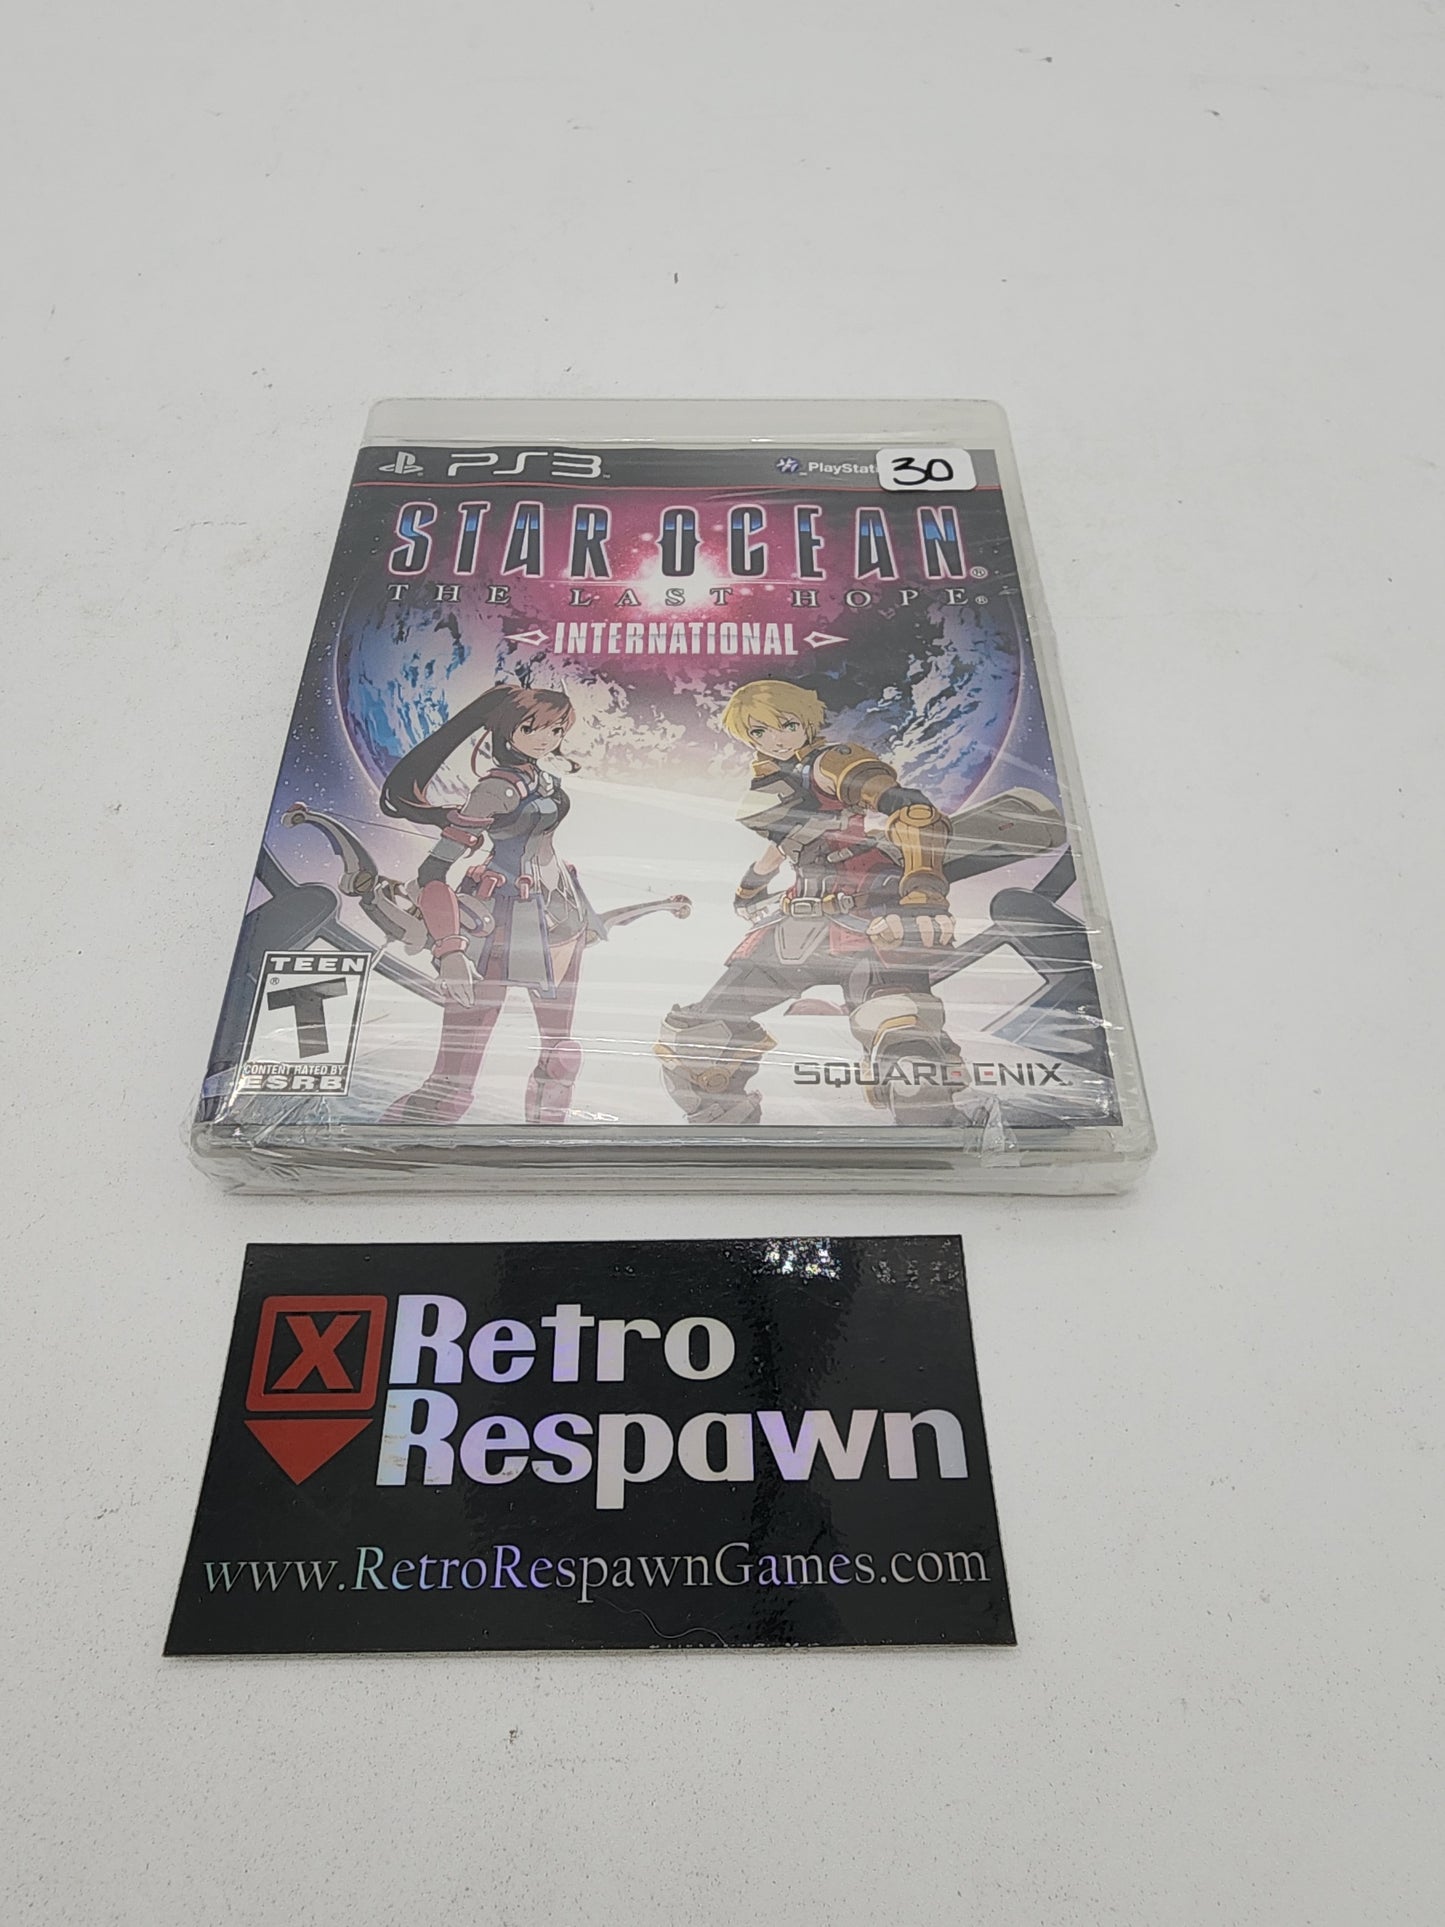 PS3
PlayStati
30
STAR OCEAN®
THE LAST HOPE®
INTERNATIONAL
TEEN
®
T
CONTENT RATED BY
ESRB
SQUARE ENIX
X
Retro
Respawn
www.RetroRespawnGames.com